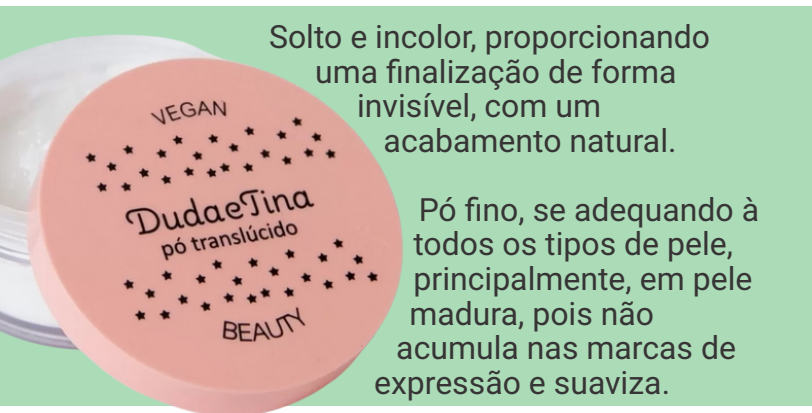 Solto e incolor, proporcionando
uma finalização de forma
invisível, com um
acabamento natural.
Pó fino, se adequando à
todos os tipos de pele,
principalmente, em pele
madura, pois não
acumula nas marcas de
expressão e suaviza.
VEGAN
DudaeTina
pó translúcido
BEAUTY